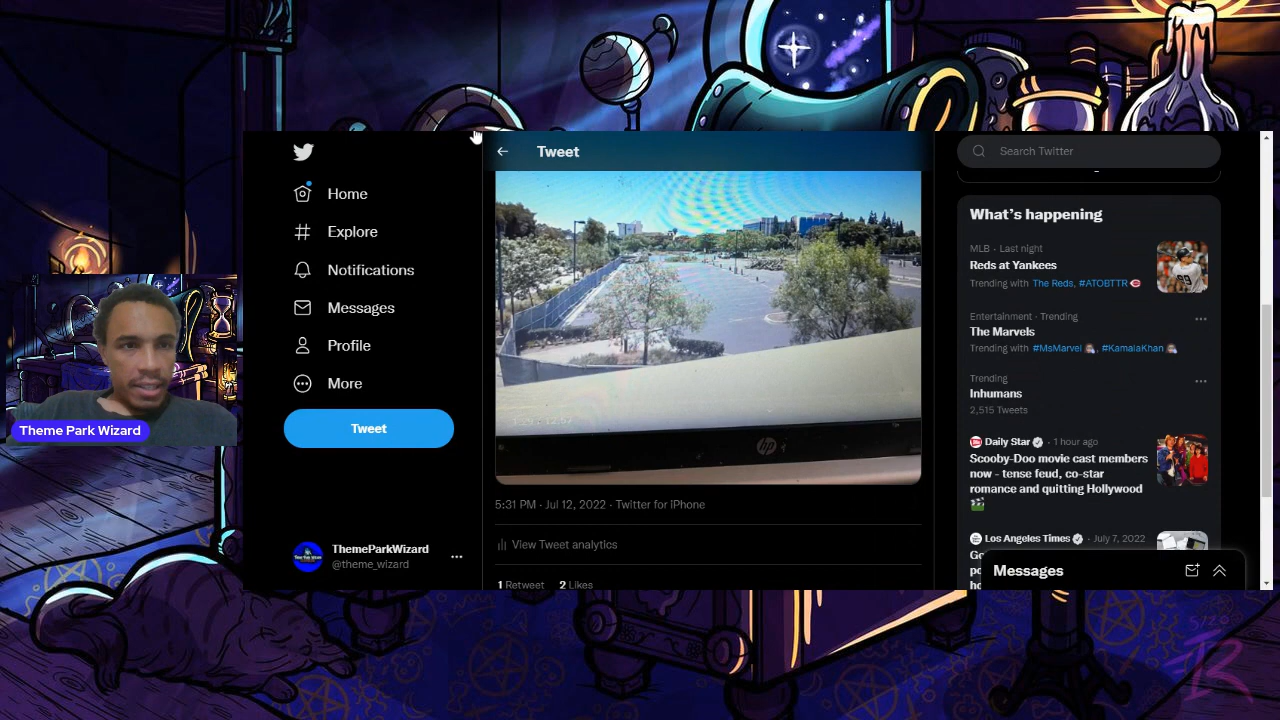 Tweet
Search Twitter
Home
Explore
Notifications
Messages
Profile
More
Tweet
ThemeParkWizard
@theme_wizard
hp
5:31 PM · Jul 12, 2022 · Twitter for iPhone
View Tweet analytics
1 Retweet 2 Likes
What's happening
MLB · Last night
Reds at Yankees
Trending with The Reds, #ATOBTTR
Entertainment · Trending
The Marvels
Trending with #MsMarvel, #KamalaKhan
Trending
Inhumans
2,515 Tweets
Daily Star · 1 hour ago
Scooby-Doo movie cast members
now - tense feud, co-star
romance and quitting Hollywood
Los Angeles Times · July 7, 2022
Messages
Theme Park Wizard
5/20